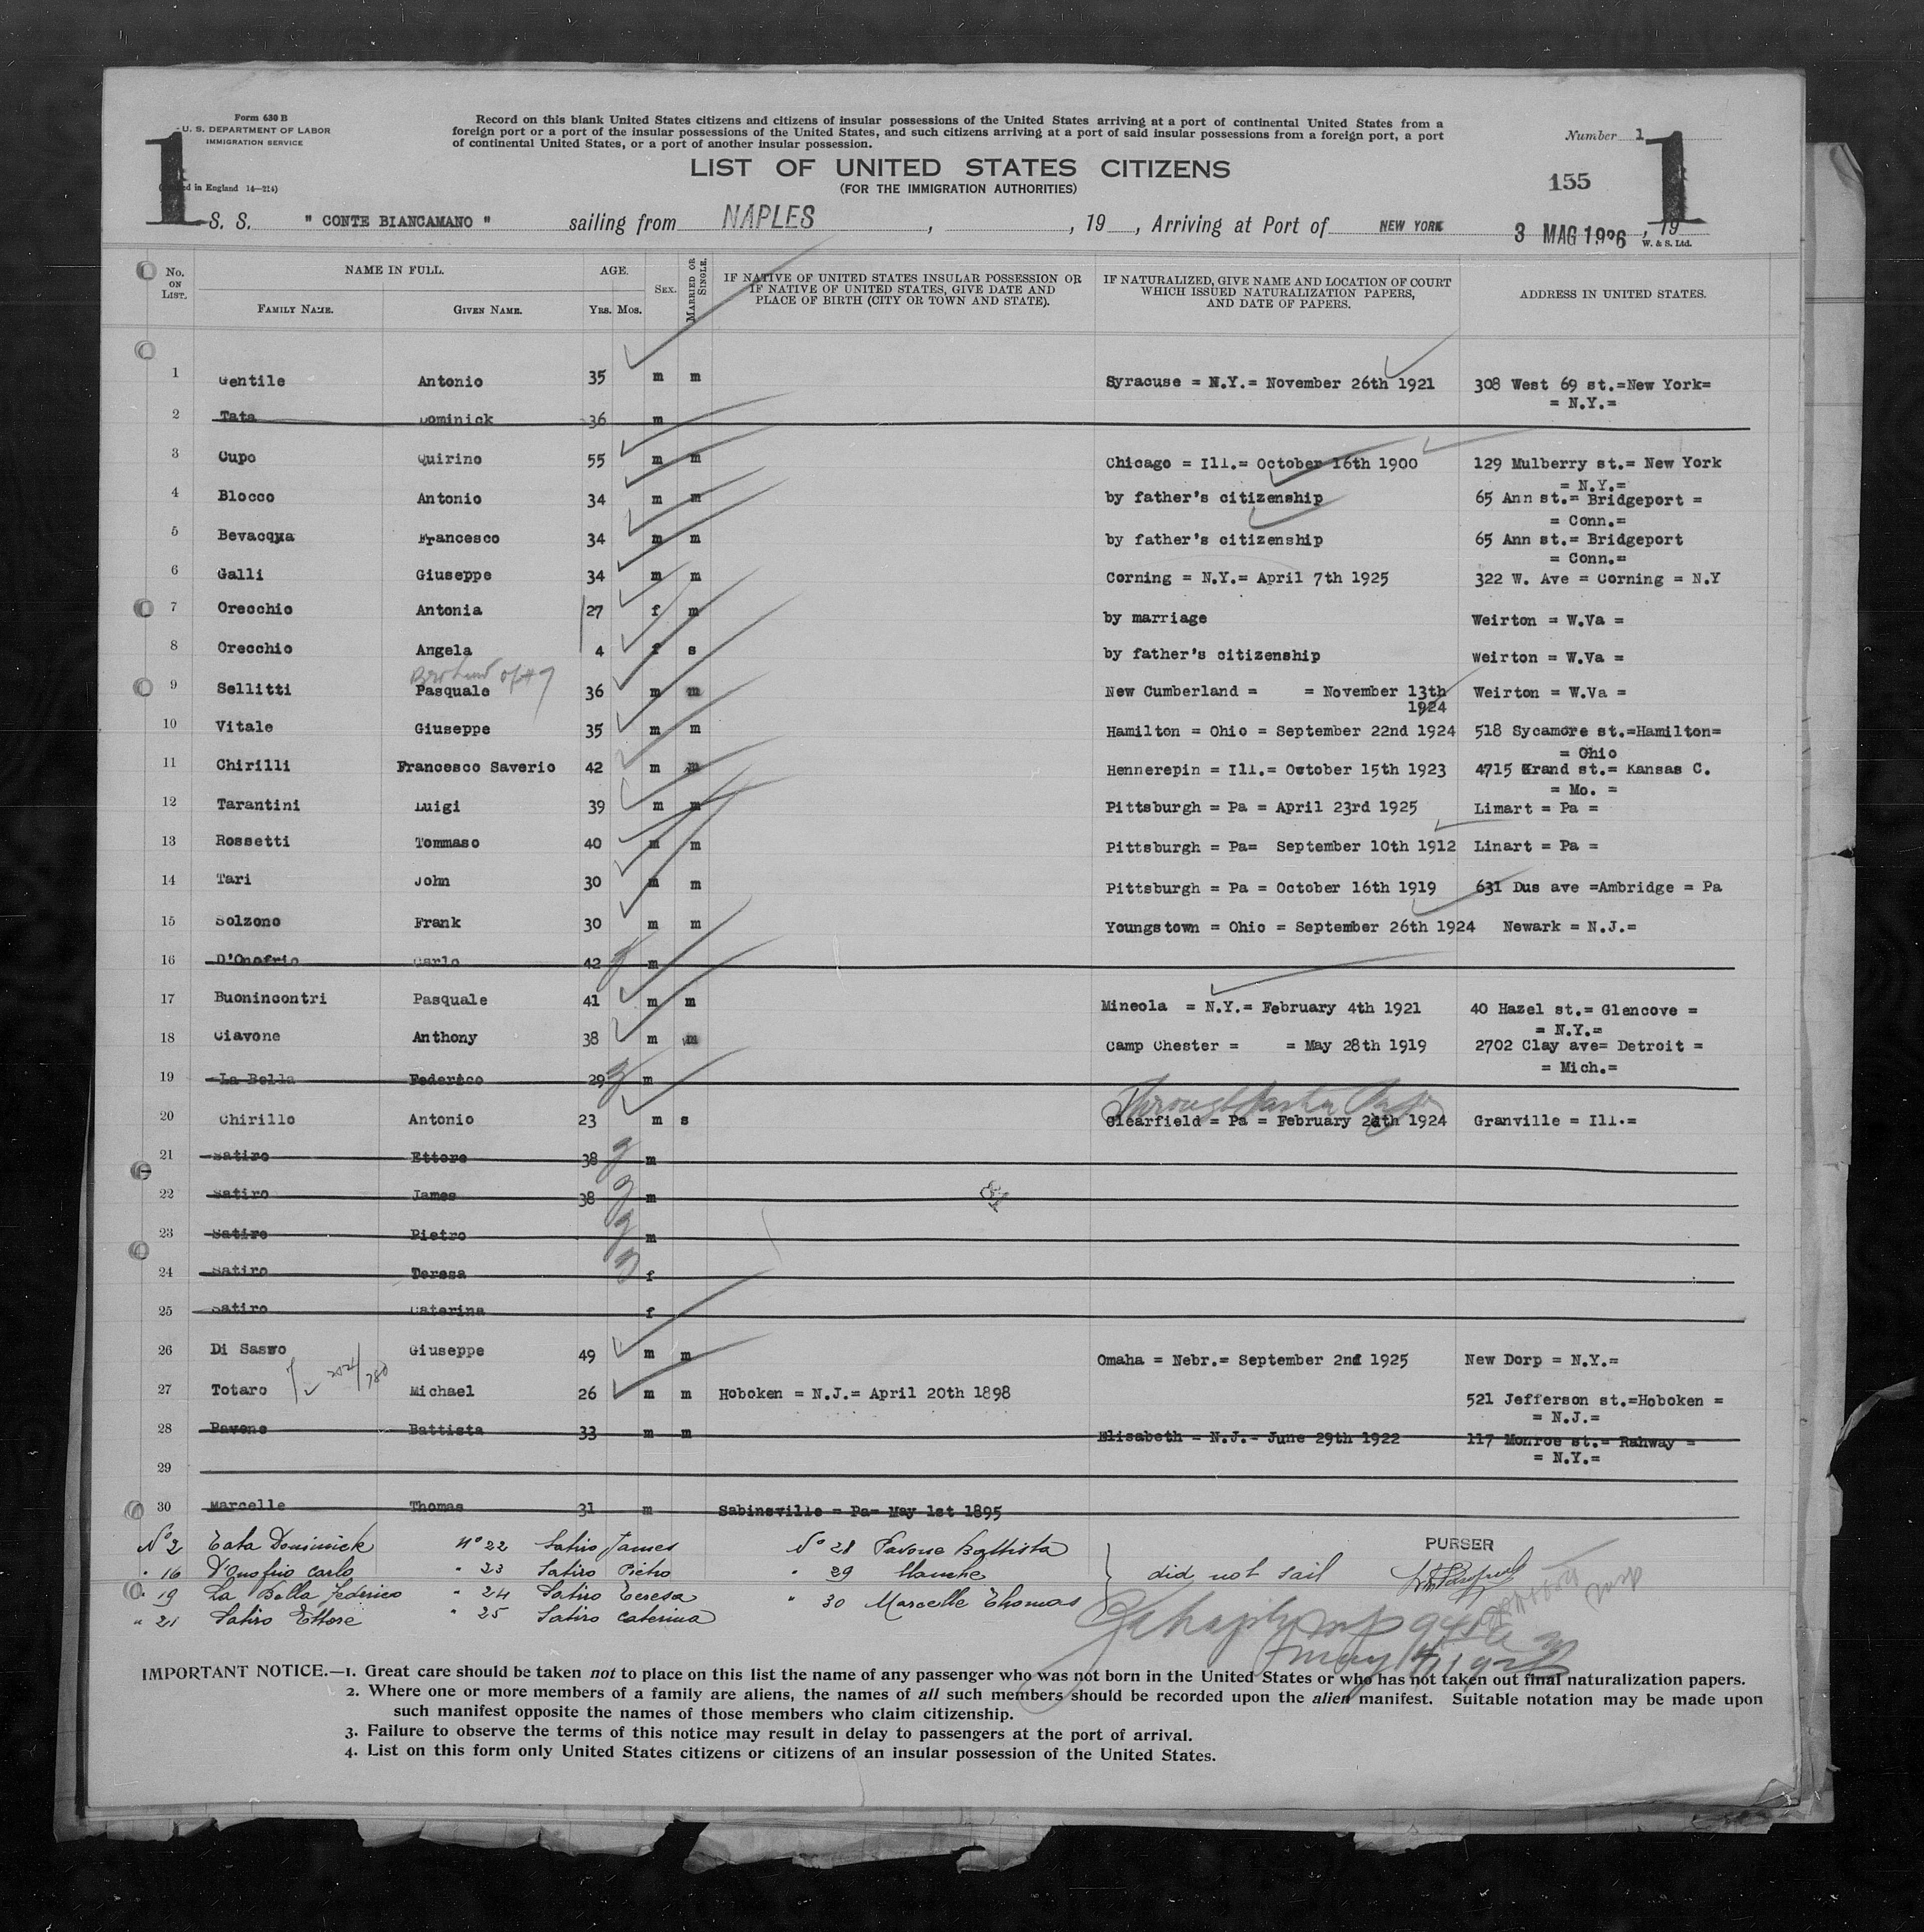 Form 630 B
U. S. DEPARTMENT OF LABOR
IMMIGRATION SERVICE
1
in England 14—214)
Record on this blank United States citizens and citizens of insular possessions of the United States arriving at a port of continental United States from a
foreign port or a port of the insular possessions of the United States, and such citizens arriving at a port of said insular possessions from a foreign port, a port
of continental United States, or a port of another insular possession.
Number 1
1
LIST OF UNITED STATES CITIZENS
(FOR THE IMMIGRATION AUTHORITIES)
155
S. S. " CONTE BIANCAMANO " sailing from NAPLES , , 19 , Arriving at Port of NEW YORK 3 MAG 1926 , 19
W. & S. Ltd.
No. ON LIST. NAME IN FULL. FAMILY NAME. GIVEN NAME. AGE. YRS. MOS. SEX. MARRIED OR SINGLE. IF NATIVE OF UNITED STATES INSULAR POSSESSION OR IF NATIVE OF UNITED STATES, GIVE DATE AND PLACE OF BIRTH (CITY OR TOWN AND STATE). IF NATURALIZED, GIVE NAME AND LOCATION OF COURT WHICH ISSUED NATURALIZATION PAPERS, AND DATE OF PAPERS. ADDRESS IN UNITED STATES.
1 Gentile Antonio 35 m m Syracuse = N.Y.= November 26th 1921 308 West 69 st.=New York=
= N.Y.=
2 Tata Dominick 36 m
3 Cupo Quirino 55 m m Chicago = Ill.= October 16th 1900 129 Mulberry st.= New York
= N.Y.=
4 Blocco Antonio 34 m m by father's citizenship 65 Ann st.= Bridgeport =
= Conn.=
5 Bevacqua Francesco 34 m m by father's citizenship 65 Ann st.= Bridgeport
= Conn.=
6 Galli Giuseppe 34 m m Corning = N.Y.= April 7th 1925 322 W. Ave = Corning = N.Y
7 Orecchio Antonia 27 f m by marriage Weirton = W.Va =
8 Orecchio Angela 4 f s by father's citizenship Weirton = W.Va =
of #7
9 Sellitti Pasquale 36 m m New Cumberland = = November 13th Weirton = W.Va =
1924
10 Vitale Giuseppe 35 m m Hamilton = Ohio = September 22nd 1924 518 Sycamore st.=Hamilton=
= Ohio
11 Chirilli Francesco Saverio 42 m m Hennerepin = Ill.= October 15th 1923 4715 Grand st.= Kansas C.
= Mo. =
12 Tarantini Luigi 39 m m Pittsburgh = Pa = April 23rd 1925 Limart = Pa =
13 Rossetti Tommaso 40 m m Pittsburgh = Pa= September 10th 1912 Linart = Pa =
14 Tari John 30 m m Pittsburgh = Pa = October 16th 1919 631 Dus ave =Ambridge = Pa
15 Solzono Frank 30 m m Youngstown = Ohio = September 26th 1924 Newark = N.J.=
16 D'Onofrio Carlo 42 m
17 Buonincontri Pasquale 41 m m Mineola = N.Y.= February 4th 1921 40 Hazel st.= Glencove =
= N.Y.=
18 Ciavone Anthony 38 m m Camp Chester = = May 28th 1919 2702 Clay ave= Detroit =
= Mich.=
19 La Bella Federico 29 m
Through
20 Chirillo Antonio 23 m s Clearfield = Pa = February 24th 1924 Granville = Ill.=
21 Satiro Ettore 38 m
22 Satiro James 38 m
23 Satiro Pietro m
24 Satiro Teresa f
25 Satiro Caterina f
26 Di Sasso Giuseppe 49 m m Omaha = Nebr.= September 2nd 1925 New Dorp = N.Y.=
27 Totaro Michael 26 m m Hoboken = N.J.= April 20th 1898 521 Jefferson st.=Hoboken =
= N.J.=
28 Pavone Battista 33 m m Elisabeth = N.J.- June 29th 1922 117 Monroe st.= Rahway =
= N.Y.=
29
30 Marcelle Thomas 31 m Sabinsville = Pa= May 1st 1895
No 2 Tata Dominick No 22 Satiro James No 28 Pavone Battista PURSER
" 16 D'Onofrio Carlo " 23 Satiro Pietro " 29 Blanche did not sail
" 19 La Bella Federico " 24 Satiro Teresa " 30 Marcelle Thomas
" 21 Satiro Ettore " 25 Satiro Caterina
May 4 1926
IMPORTANT NOTICE.—1. Great care should be taken not to place on this list the name of any passenger who was not born in the United States or who has not taken out final naturalization papers.
2. Where one or more members of a family are aliens, the names of all such members should be recorded upon the alien manifest. Suitable notation may be made upon
such manifest opposite the names of those members who claim citizenship.
3. Failure to observe the terms of this notice may result in delay to passengers at the port of arrival.
4. List on this form only United States citizens or citizens of an insular possession of the United States.